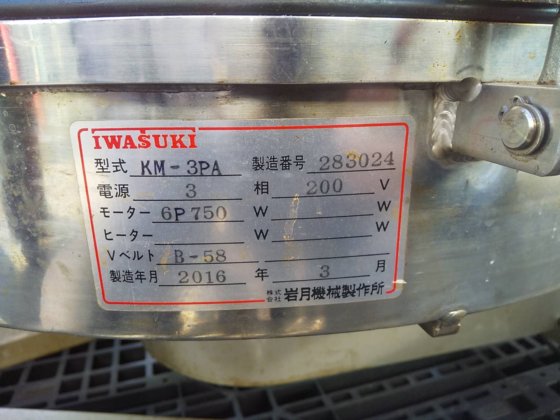 IWASUKI
型式 KM-3PA 製造番号 283024
電源 3 相 200 V
モーター 6P750 W W
ヒーター W W
Vベルト B-58
製造年月 2016 年 3 月
株式会社 岩月機械製作所